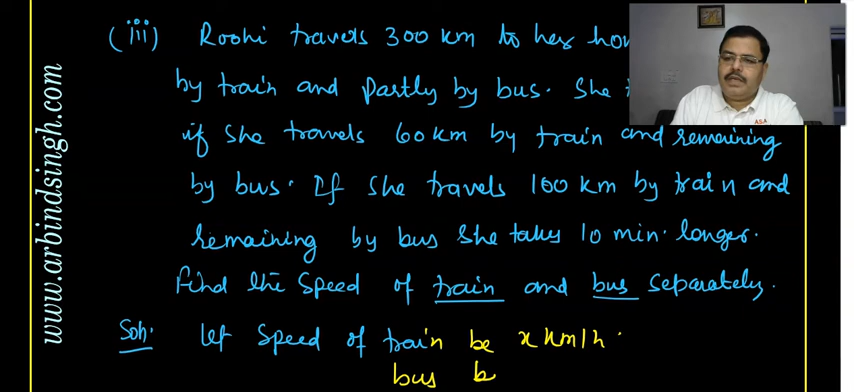 (iii) Roohi travels 300 km to her
by train and partly by bus. She
if she travels 60 km by train and remaining
by bus. If she travels 100 km by train and
remaining by bus she takes 10 min. longer.
Find the speed of train and bus separately.
Soln. Let speed of train be x km/h.
bus b
www.arbindsingh.com
A.S.A